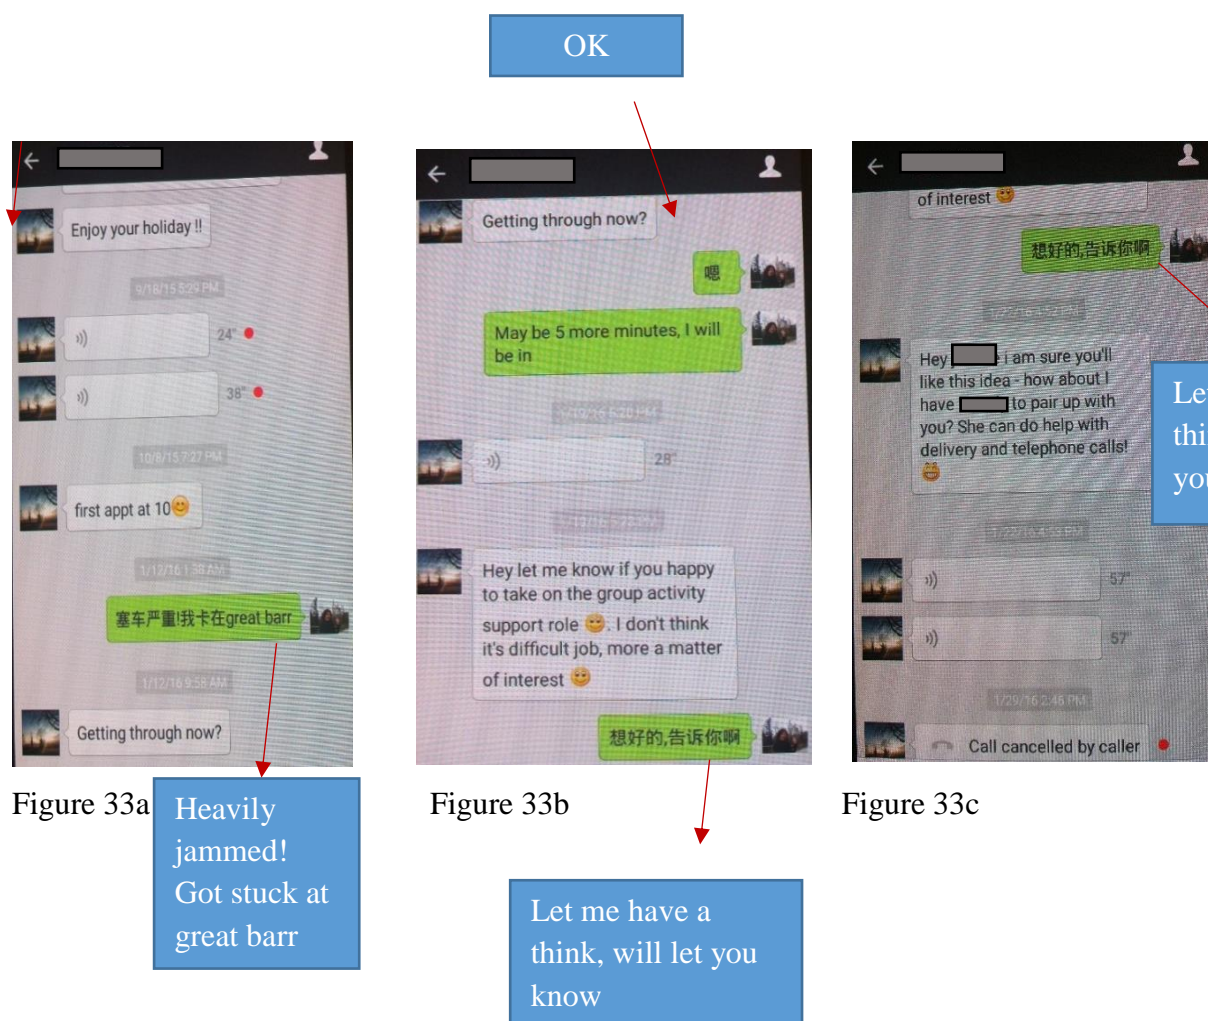 OK
Enjoy your holiday !!
9/18/15 5:29 PM
24"
38"
10/8/15 7:27 PM
first appt at 10
1/12/16 1:38 AM
塞车严重!我卡在great barr
1/12/16 9:58 AM
Getting through now?
Figure 33a
Heavily
jammed!
Got stuck at
great barr
Getting through now?
嗯
May be 5 more minutes, I will
be in
28"
Hey let me know if you happy
to take on the group activity
support role . I don't think
it's difficult job, more a matter
of interest
想好的,告诉你啊
Figure 33b
Let me have a
think, will let you
know
of interest
想好的,告诉你啊
Hey i am sure you'll
like this idea - how about I
have to pair up with
you? She can do help with
delivery and telephone calls!
57"
57"
1/29/16 2:46 PM
Call cancelled by caller
Figure 33c